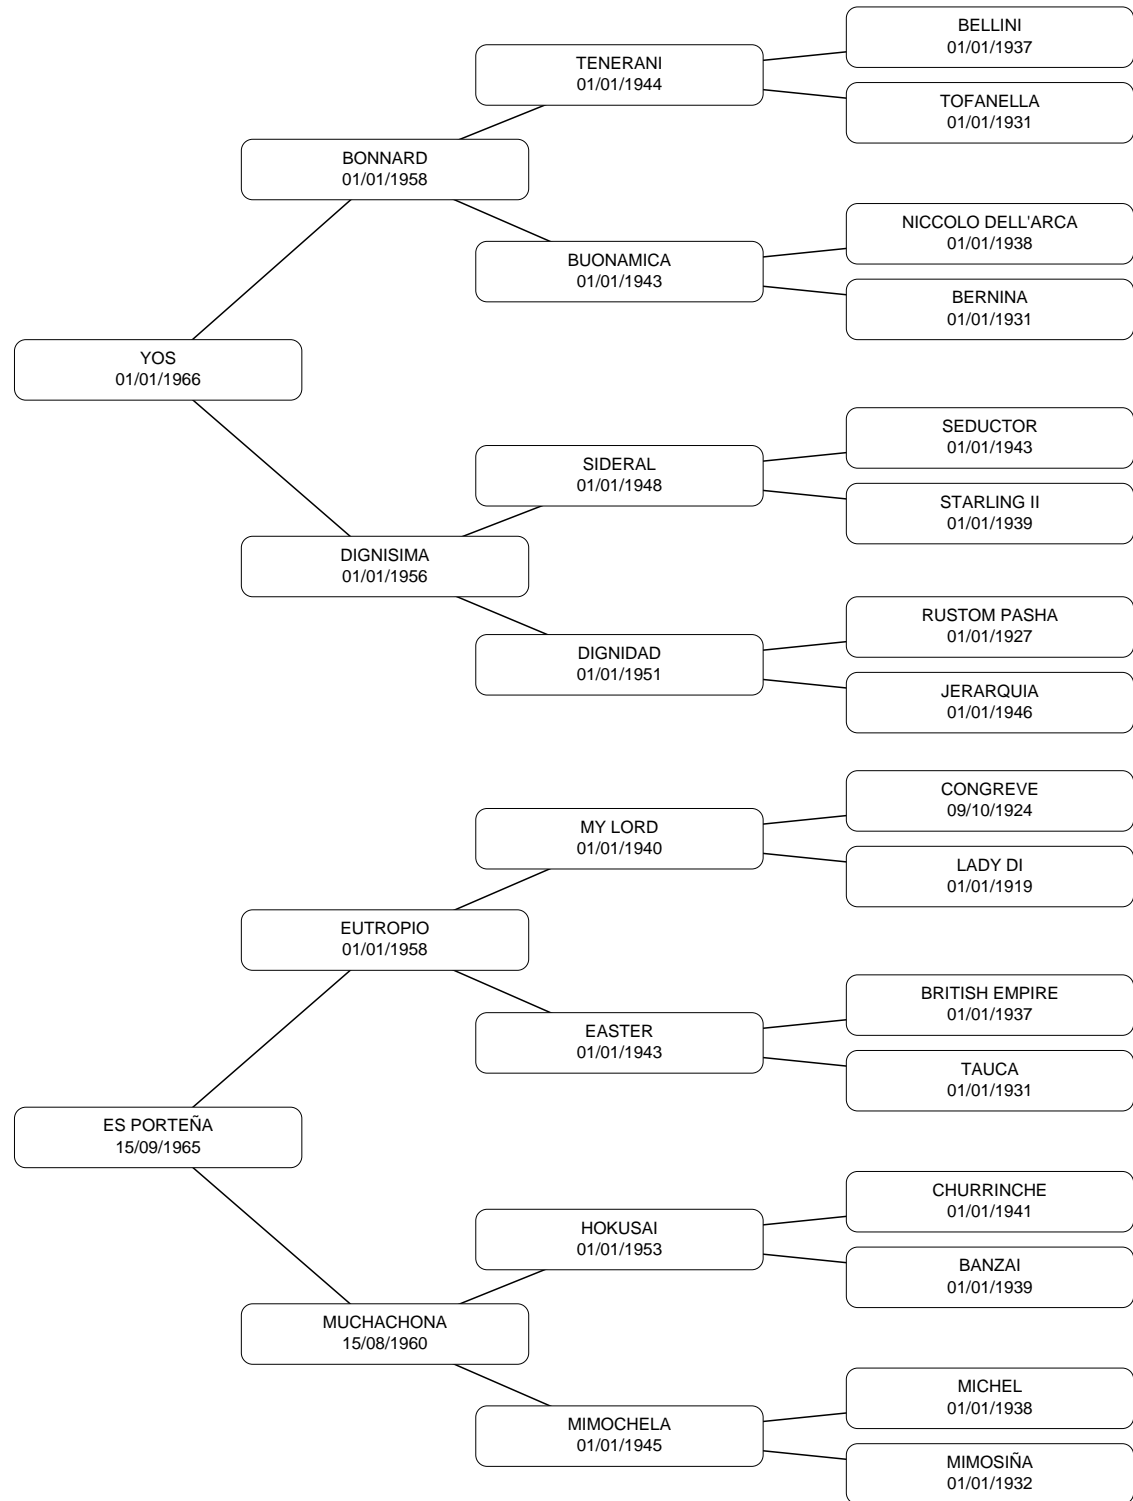 BELLINI
01/01/1937
TENERANI
01/01/1944
TOFANELLA
01/01/1931
BONNARD
01/01/1958
NICCOLO DELL'ARCA
01/01/1938
BUONAMICA
01/01/1943
BERNINA
01/01/1931
YOS
01/01/1966
SEDUCTOR
01/01/1943
SIDERAL
01/01/1948
STARLING II
01/01/1939
DIGNISIMA
01/01/1956
RUSTOM PASHA
01/01/1927
DIGNIDAD
01/01/1951
JERARQUIA
01/01/1946
CONGREVE
09/10/1924
MY LORD
01/01/1940
LADY DI
01/01/1919
EUTROPIO
01/01/1958
BRITISH EMPIRE
01/01/1937
EASTER
01/01/1943
TAUCA
01/01/1931
ES PORTEÑA
15/09/1965
CHURRINCHE
01/01/1941
HOKUSAI
01/01/1953
BANZAI
01/01/1939
MUCHACHONA
15/08/1960
MICHEL
01/01/1938
MIMOCHELA
01/01/1945
MIMOSIÑA
01/01/1932